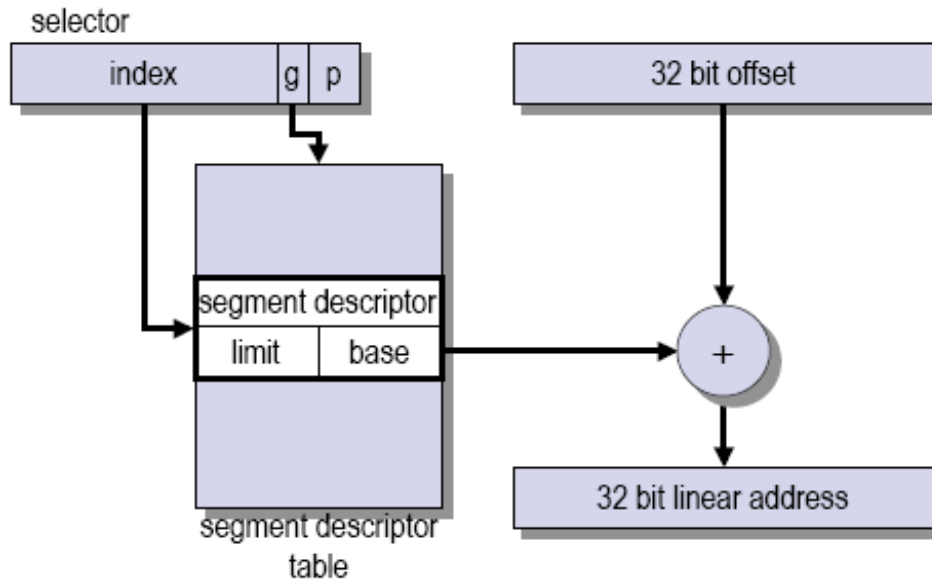 selector
index g p
32 bit offset
segment descriptor
limit base
+
32 bit linear address
segment descriptor
table